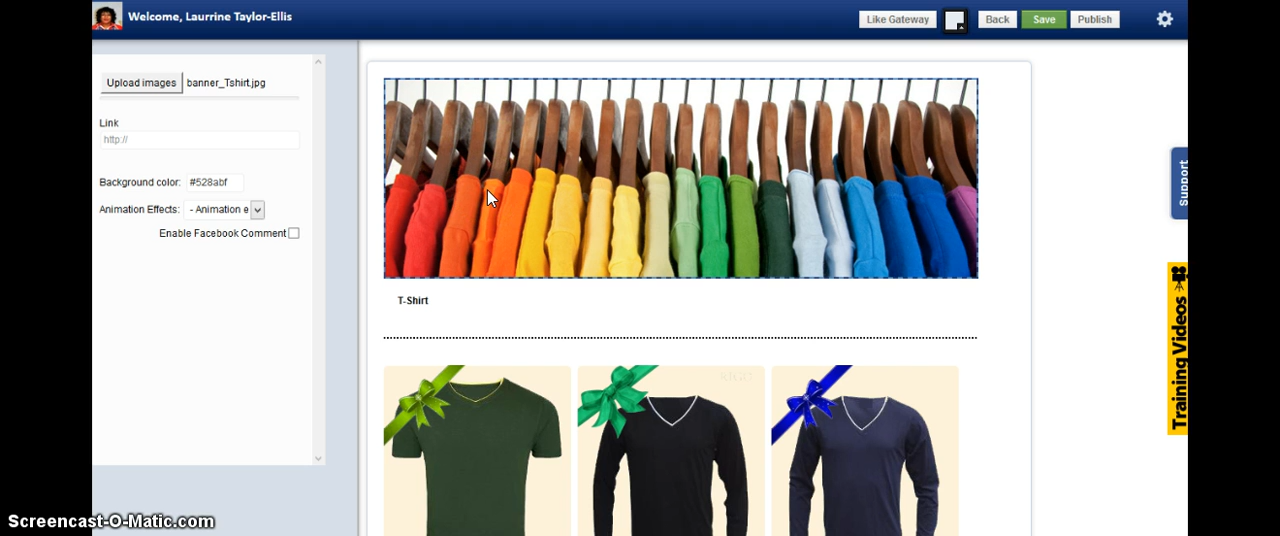 Welcome, Laurrine Taylor-Ellis
Like Gateway
Back
Save
Publish
Upload images
banner_Tshirt.jpg
Link
http://
Background color:
#528abf
Animation Effects:
- Animation e
Enable Facebook Comment
T-Shirt
Support
Training Videos
Screencast-O-Matic.com